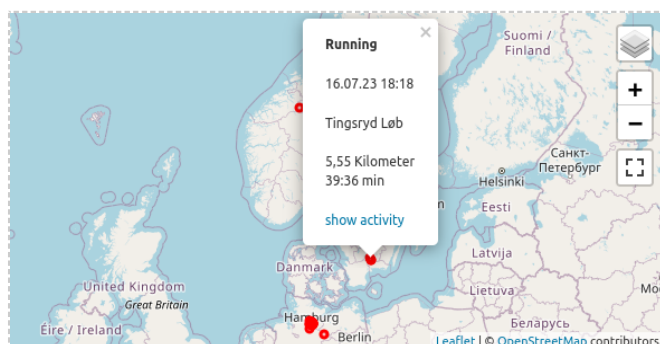 Running
×
16.07.23 18:18
Tingsryd Løb
5,55 Kilometer
39:36 min
show activity
Suomi /
Finland
+
−
Санкт-
Петербург
Helsinki
Eesti
Latvija
Lietuva
Беларусь
Danmark
United Kingdom
Great Britain
Éire / Ireland
Hamburg
Berlin
Leaflet | © OpenStreetMap contributors